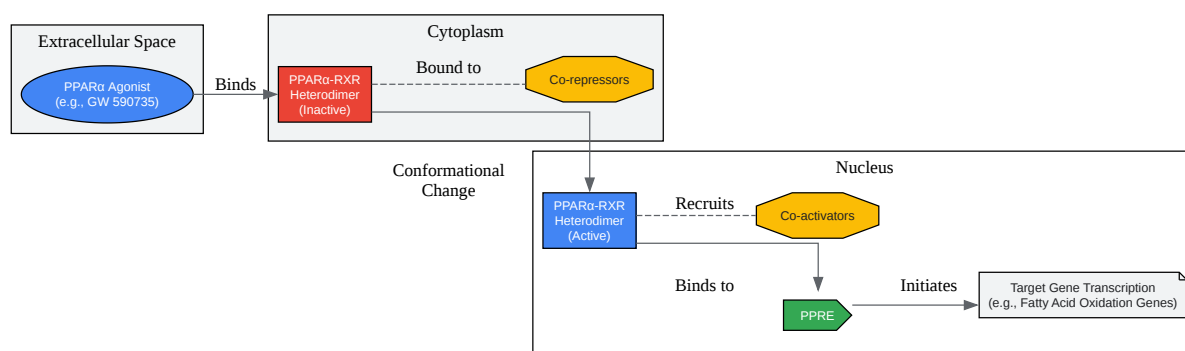 Extracellular Space
PPARα Agonist
(e.g., GW 590735)
Binds
Cytoplasm
PPARα-RXR
Heterodimer
(Inactive)
Bound to
Co-repressors
Conformational
Change
Nucleus
PPARα-RXR
Heterodimer
(Active)
Recruits
Co-activators
Binds to
PPRE
Initiates
Target Gene Transcription
(e.g., Fatty Acid Oxidation Genes)